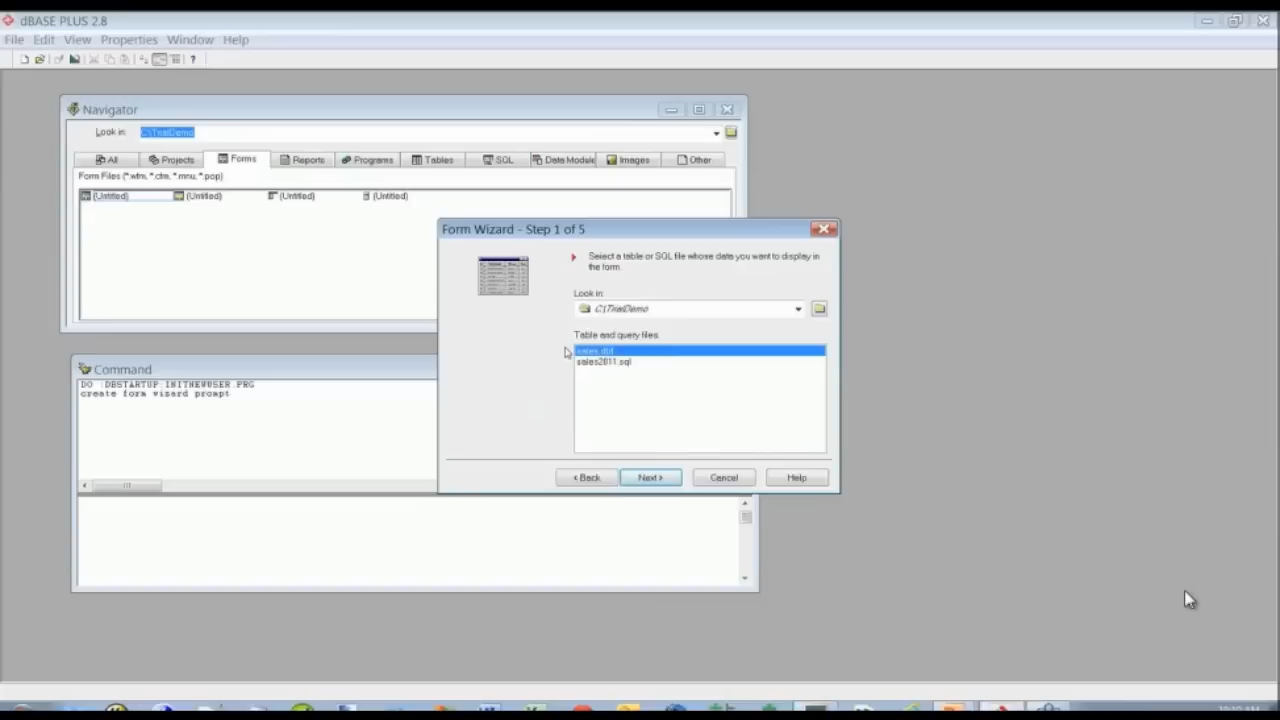 dBASE PLUS 2.8
File Edit View Properties Window Help
Navigator
Look in: C:\TrialDemo
All Projects Forms Reports Programs Tables SQL Data Module Images Other
Form Files (*.wfm, *.cfm, *.mnu, *.pop)
(Untitled) (Untitled) (Untitled) (Untitled)
Form Wizard - Step 1 of 5
Select a table or SQL file whose data you want to display in
the form.
Look in:
C:\TrialDemo
Table and query files:
sales.dbf
sales2011.sql
< Back Next > Cancel Help
Command
DO :DBSTARTUP:INITNEWUSER.PRG
create form wizard prompt